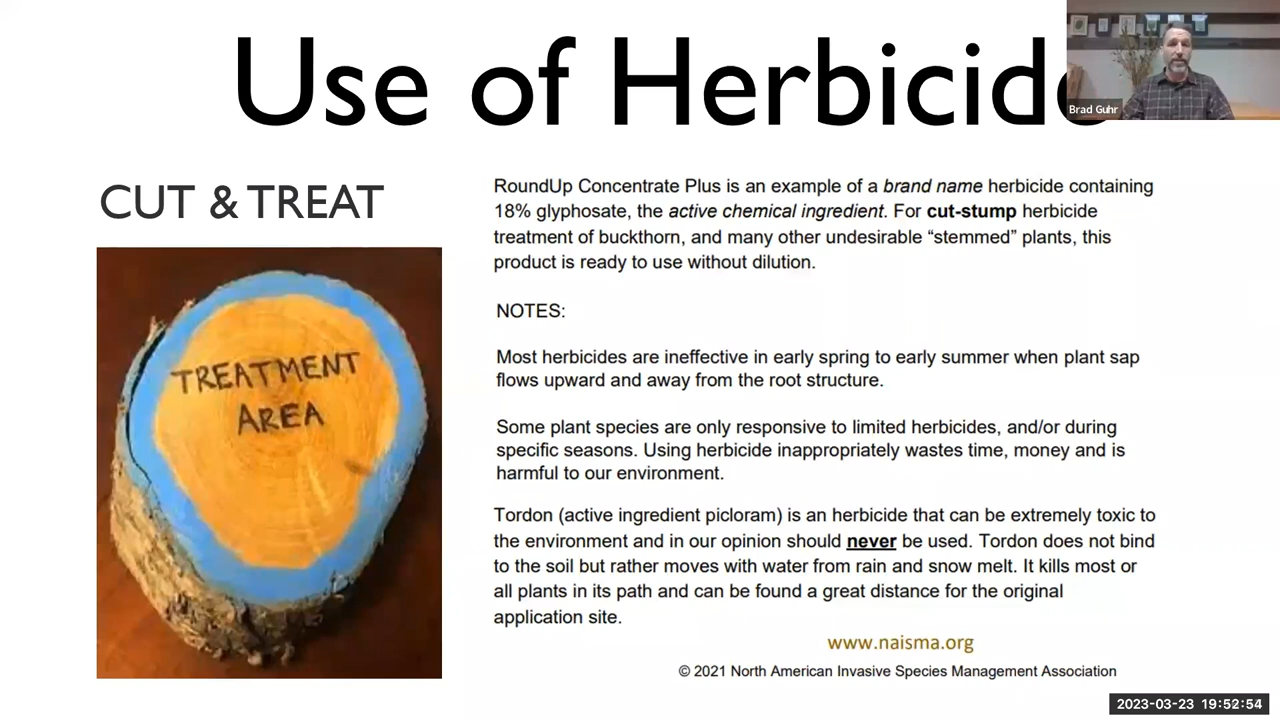 Use of Herbicide
Brad Guhr
CUT & TREAT
TREATMENT
AREA
RoundUp Concentrate Plus is an example of a brand name herbicide containing
18% glyphosate, the active chemical ingredient. For cut-stump herbicide
treatment of buckthorn, and many other undesirable “stemmed” plants, this
product is ready to use without dilution.
NOTES:
Most herbicides are ineffective in early spring to early summer when plant sap
flows upward and away from the root structure.
Some plant species are only responsive to limited herbicides, and/or during
specific seasons. Using herbicide inappropriately wastes time, money and is
harmful to our environment.
Tordon (active ingredient picloram) is an herbicide that can be extremely toxic to
the environment and in our opinion should never be used. Tordon does not bind
to the soil but rather moves with water from rain and snow melt. It kills most or
all plants in its path and can be found a great distance for the original
application site.
www.naisma.org
© 2021 North American Invasive Species Management Association
2023-03-23 19:52:54